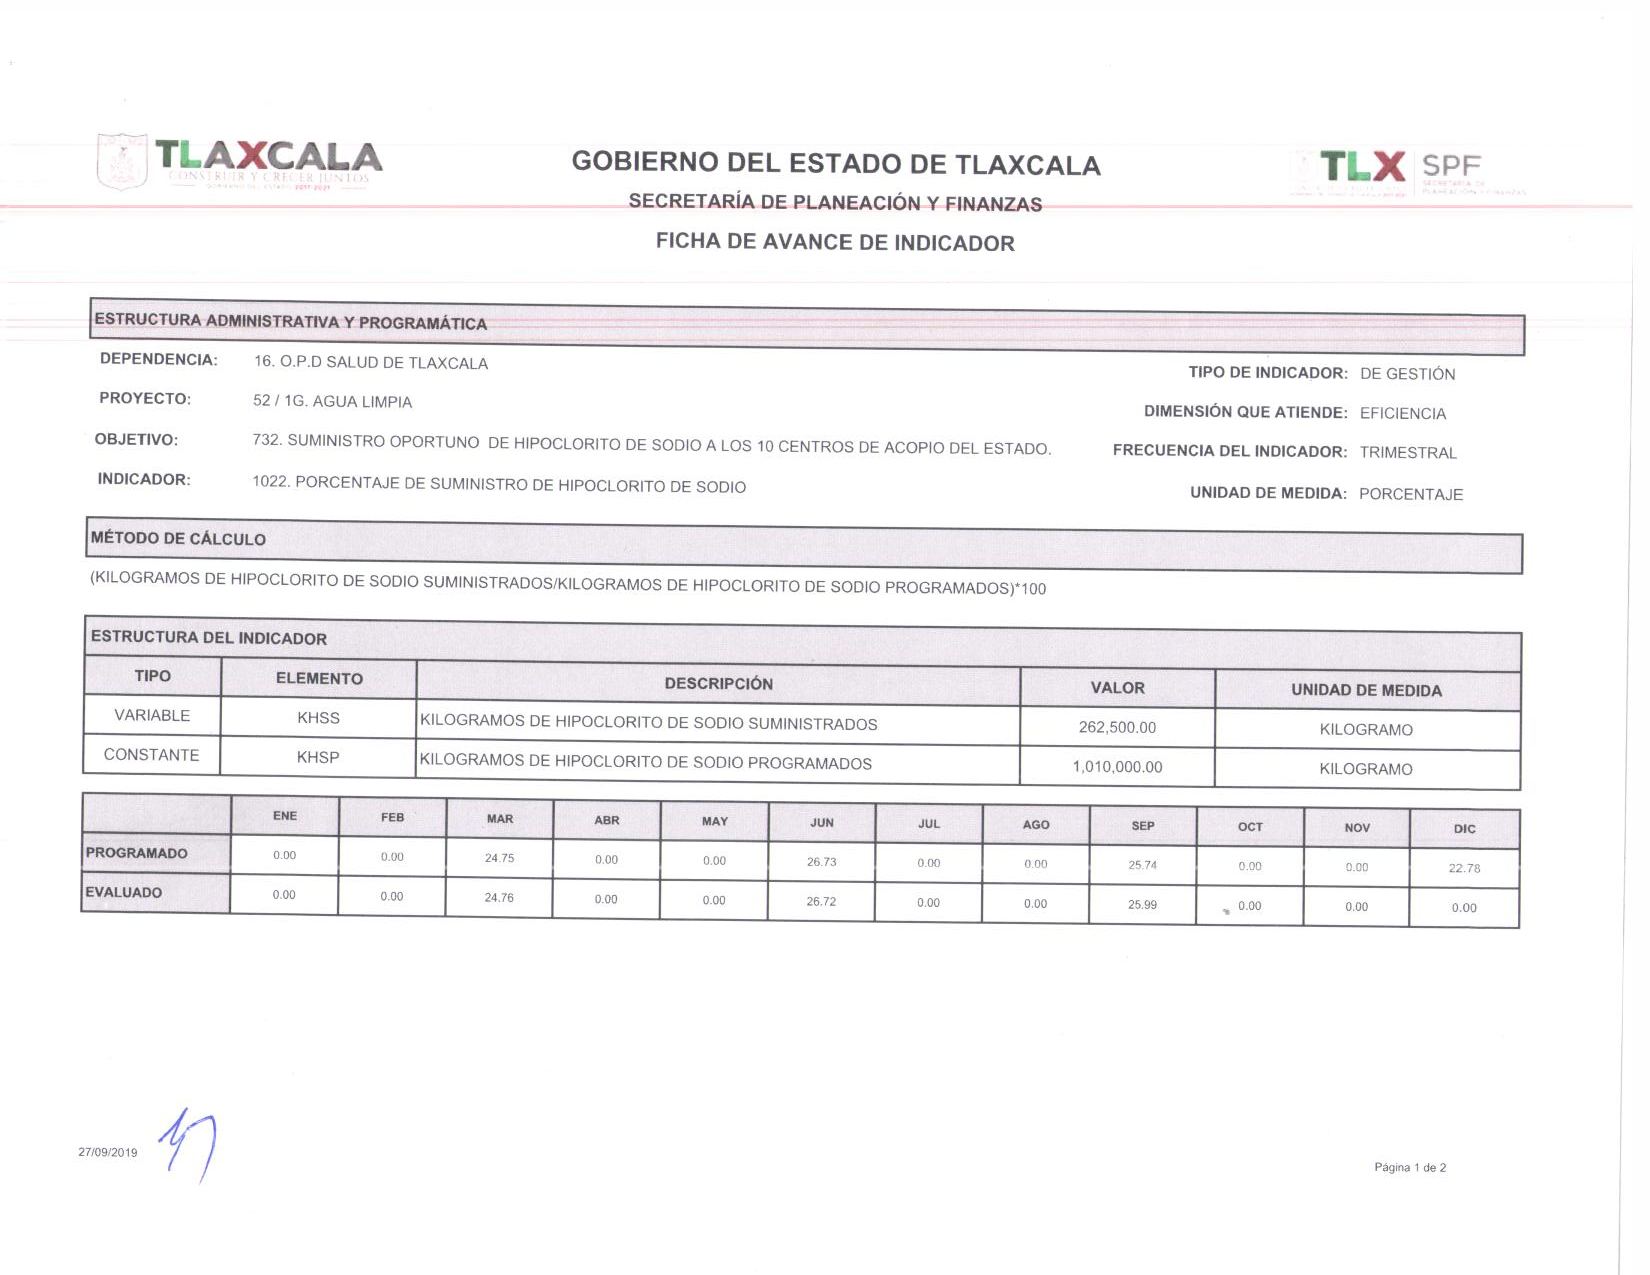 TLAXCALA
CONSTRUIR Y CRECER JUNTOS
GOBIERNO DEL ESTADO 2017-2021
GOBIERNO DEL ESTADO DE TLAXCALA
SECRETARÍA DE PLANEACIÓN Y FINANZAS
FICHA DE AVANCE DE INDICADOR
TLX SPF
SECRETARÍA DE
PLANEACIÓN Y FINANZAS
ESTRUCTURA ADMINISTRATIVA Y PROGRAMÁTICA
DEPENDENCIA: 16. O.P.D SALUD DE TLAXCALA
TIPO DE INDICADOR: DE GESTIÓN
PROYECTO: 52 / 1G. AGUA LIMPIA
DIMENSIÓN QUE ATIENDE: EFICIENCIA
OBJETIVO: 732. SUMINISTRO OPORTUNO DE HIPOCLORITO DE SODIO A LOS 10 CENTROS DE ACOPIO DEL ESTADO.
FRECUENCIA DEL INDICADOR: TRIMESTRAL
INDICADOR: 1022. PORCENTAJE DE SUMINISTRO DE HIPOCLORITO DE SODIO
UNIDAD DE MEDIDA: PORCENTAJE
MÉTODO DE CÁLCULO
(KILOGRAMOS DE HIPOCLORITO DE SODIO SUMINISTRADOS/KILOGRAMOS DE HIPOCLORITO DE SODIO PROGRAMADOS)*100
ESTRUCTURA DEL INDICADOR
TIPO ELEMENTO DESCRIPCIÓN VALOR UNIDAD DE MEDIDA
VARIABLE KHSS KILOGRAMOS DE HIPOCLORITO DE SODIO SUMINISTRADOS 262,500.00 KILOGRAMO
CONSTANTE KHSP KILOGRAMOS DE HIPOCLORITO DE SODIO PROGRAMADOS 1,010,000.00 KILOGRAMO
ENE FEB MAR ABR MAY JUN JUL AGO SEP OCT NOV DIC
PROGRAMADO 0.00 0.00 24.75 0.00 0.00 26.73 0.00 0.00 25.74 0.00 0.00 22.78
EVALUADO 0.00 0.00 24.76 0.00 0.00 26.72 0.00 0.00 25.99 0.00 0.00 0.00
27/09/2019
Página 1 de 2